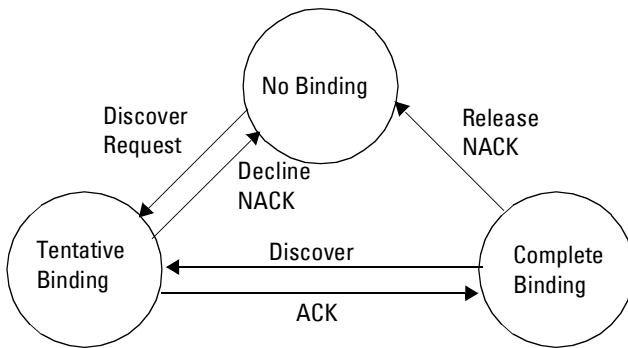 No Binding
Discover
Request
Release
NACK
Decline
NACK
Tentative
Binding
Discover
Complete
Binding
ACK